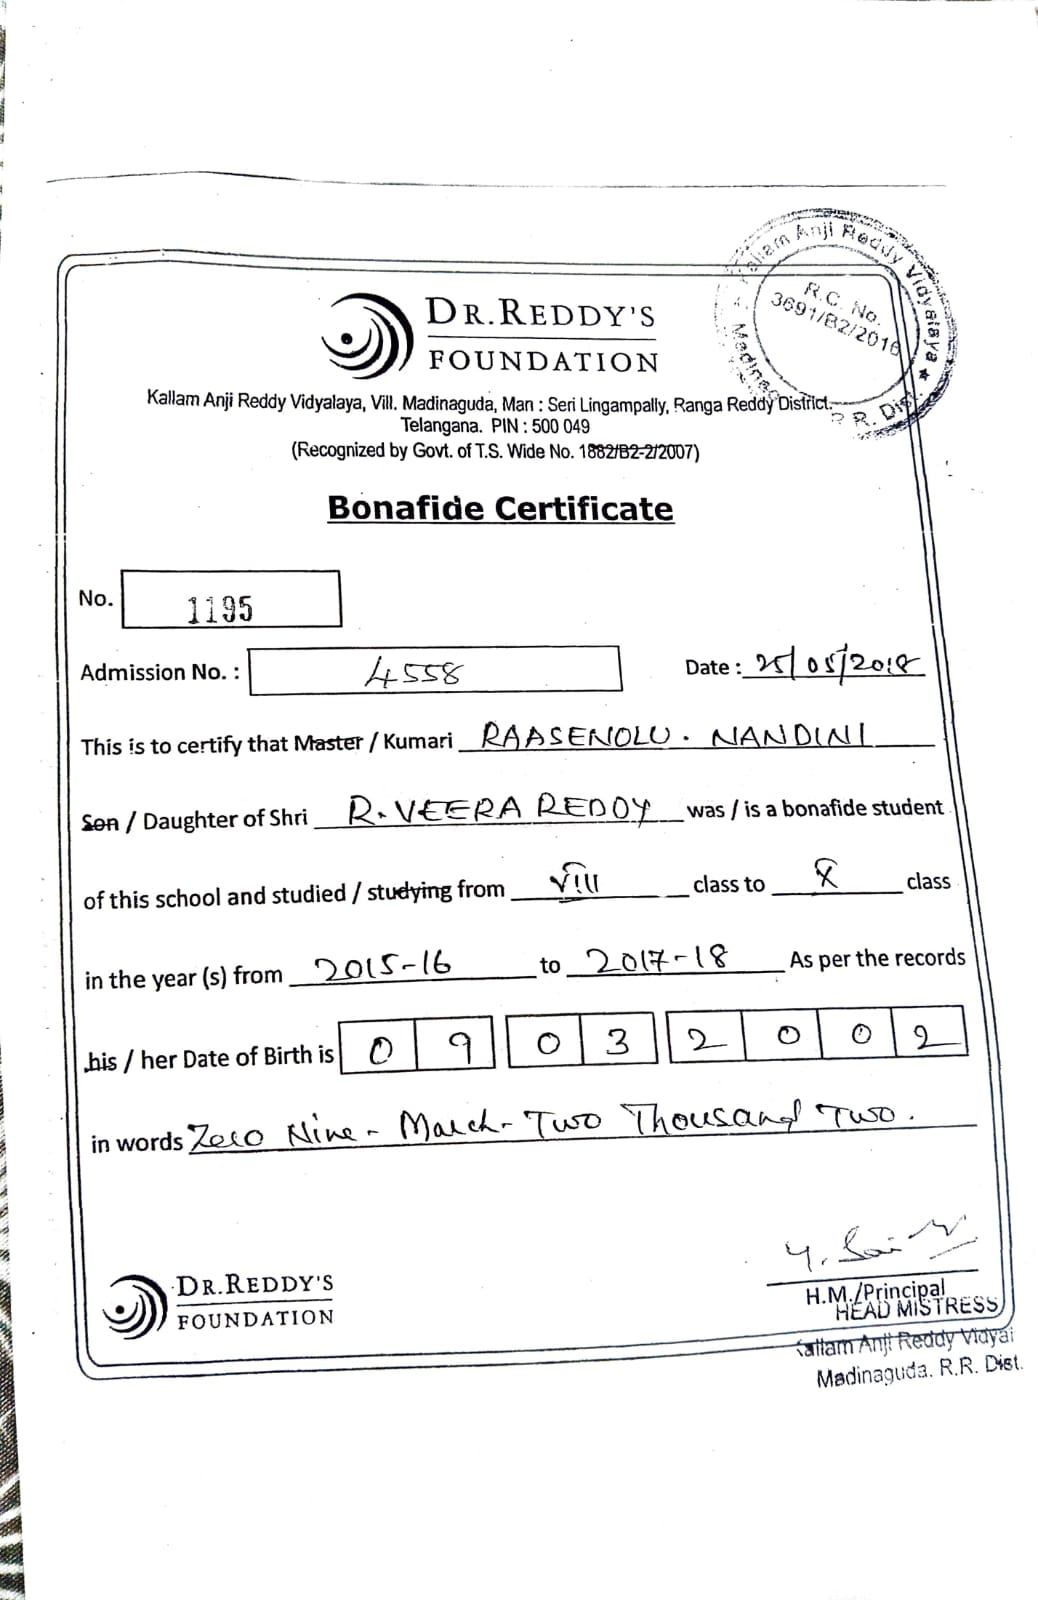 Kallam Anji Reddy Vidyalaya ★
R.C. No.
3691/B2/2016
R. R. Dist.
DR.REDDY'S
FOUNDATION
Kallam Anji Reddy Vidyalaya, Vill. Madinaguda, Man : Seri Lingampally, Ranga Reddy District.
Telangana. PIN : 500 049
(Recognized by Govt. of T.S. Wide No. 1882/B2-2/2007)
Bonafide Certificate
No. 1195
Admission No. : 4558 Date : 25/05/2018
This is to certify that Master / Kumari RAASENOLU. NANDINI
Son / Daughter of Shri R. VEERA REDDY was / is a bonafide student
of this school and studied / studying from VIII class to X class
in the year (s) from 2015-16 to 2017-18 As per the records
his / her Date of Birth is 0 9 0 3 2 0 0 2
in words Zero Nine - March - Two Thousand Two.
DR.REDDY'S
FOUNDATION
H.M./Principal
HEAD MISTRESS
Kallam Anji Reddy Vidyal
Madinaguda. R.R. Dist.